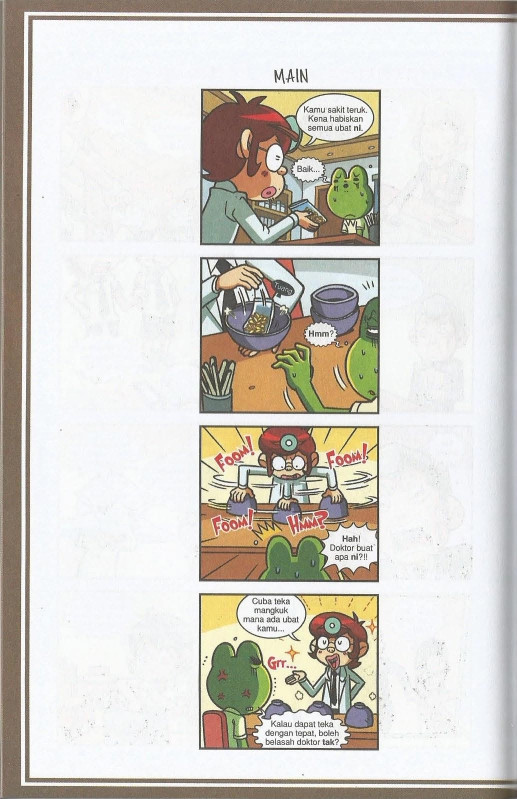 MAIN
Kamu sakit teruk.
Kena habiskan
semua ubat ni.
Baik...
Tuang
Hmm?
FOOM!
FOOM!
FOOM!
HMM?
Hah!
Doktor buat
apa ni?!!
Cuba teka
mangkuk
mana ada ubat
kamu...
GRR...
Kalau dapat teka
dengan tepat, boleh
belasah doktor tak?